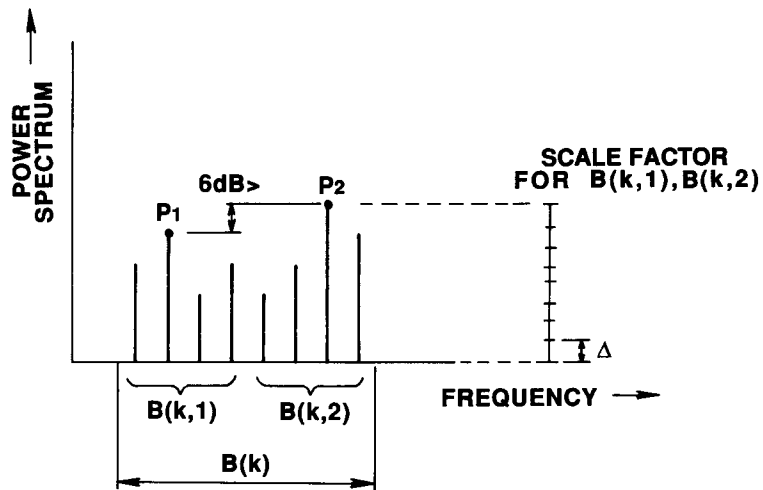 POWER
SPECTRUM
6dB>
P1
P2
SCALE FACTOR
FOR B(k,1),B(k,2)
Δ
B(k,1)
B(k,2)
FREQUENCY
B(k)